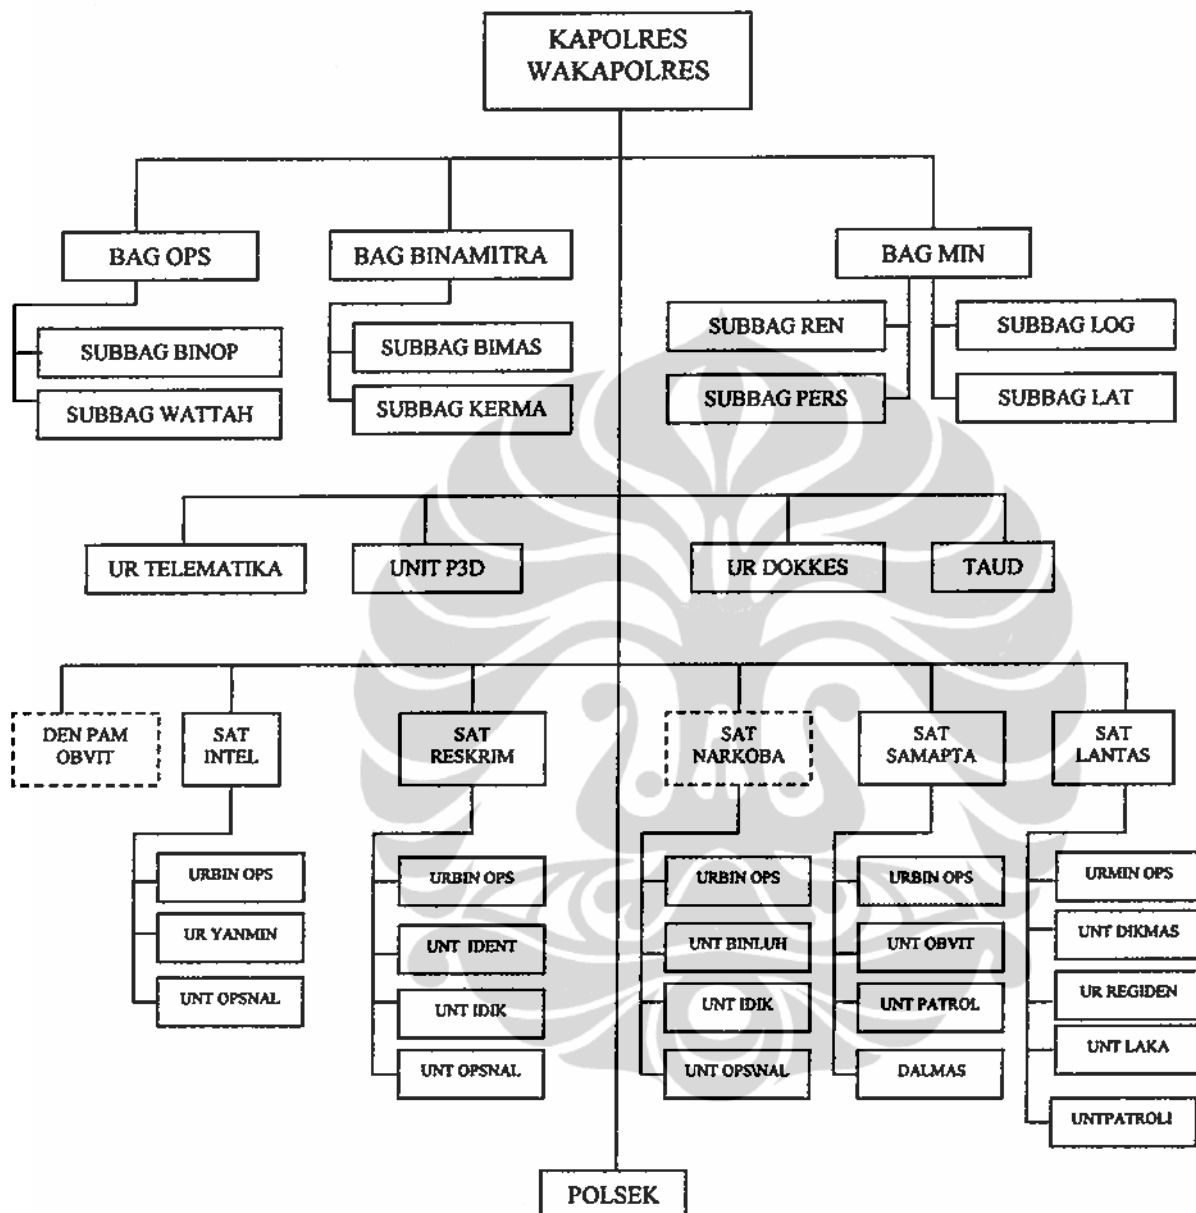 KAPOLRES
WAKAPOLRES
BAG OPS
BAG BINAMITRA
BAG MIN
SUBBAG BINOP
SUBBAG WATTAH
SUBBAG BIMAS
SUBBAG KERMA
SUBBAG REN
SUBBAG PERS
SUBBAG LOG
SUBBAG LAT
UR TELEMATIKA
UNIT P3D
UR DOKKES
TAUD
DEN PAM
OBVIT
SAT
INTEL
SAT
RESKRIM
SAT
NARKOBA
SAT
SAMAPTA
SAT
LANTAS
URBIN OPS
UR YANMIN
UNT OPSNAL
URBIN OPS
UNT IDENT
UNT IDIK
UNT OPSNAL
URBIN OPS
UNT BINLUH
UNT IDIK
UNT OPSNAL
URBIN OPS
UNT OBVIT
UNT PATROL
DALMAS
URMIN OPS
UNT DIKMAS
UR REGIDEN
UNT LAKA
UNTPATROLI
POLSEK